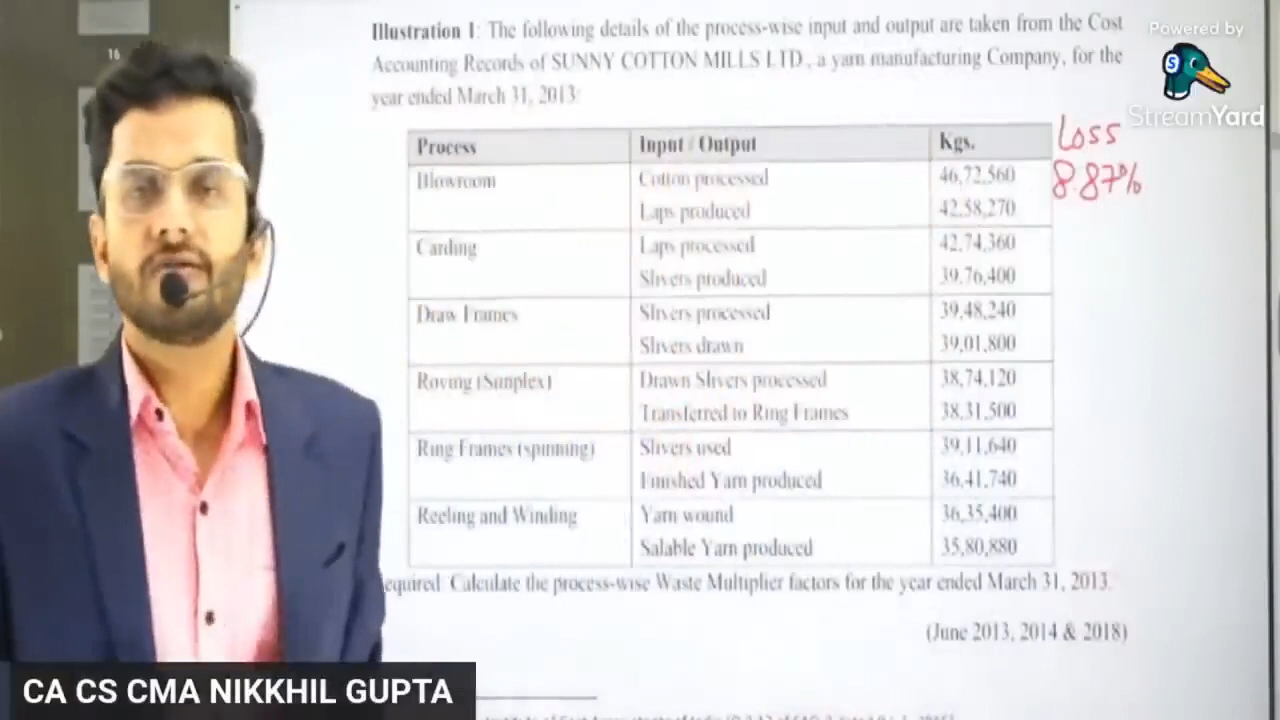 16
Powered by
StreamYard
Illustration 1: The following details of the process-wise input and output are taken from the Cost
Accounting Records of SUNNY COTTON MILLS LTD., a yarn manufacturing Company, for the
year ended March 31, 2013:
Loss
Process Input / Output Kgs.
Blowroom Cotton processed 46,72,560 8.87%
Laps produced 42,58,270
Carding Laps processed 42,74,360
Slivers produced 39,76,400
Draw Frames Slivers processed 39,48,240
Slivers drawn 39,01,800
Roving (Simplex) Drawn Slivers processed 38,74,120
Transferred to Ring Frames 38,31,500
Ring Frames (spinning) Slivers used 39,11,640
Finished Yarn produced 36,41,740
Reeling and Winding Yarn wound 36,35,400
Salable Yarn produced 35,80,880
equired: Calculate the process-wise Waste Multiplier factors for the year ended March 31, 2013.
(June 2013, 2014 & 2018)
CA CS CMA NIKKHIL GUPTA